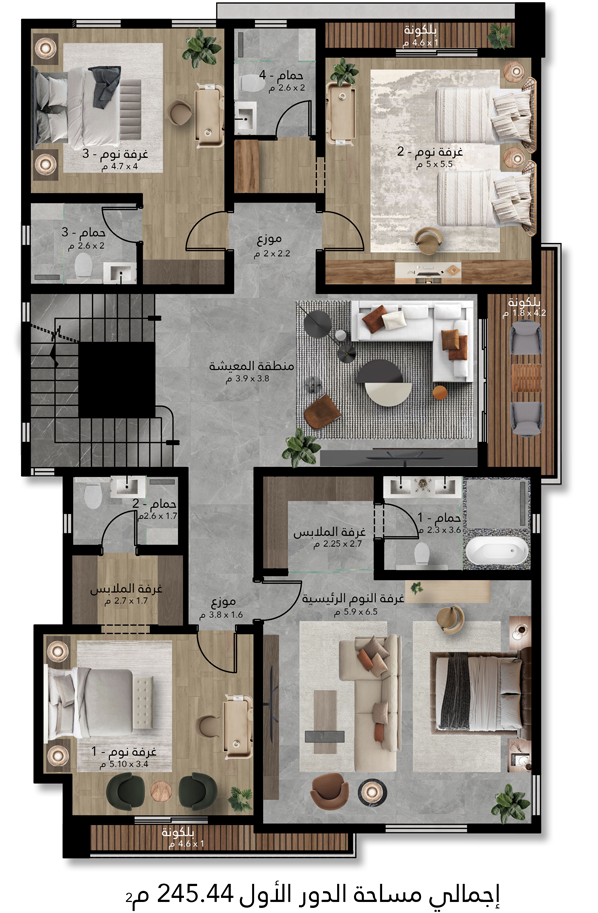 بلكونة
4.6 x 1 م
حمام - 4
2.6 x 2 م
غرفة نوم - 3
4.7 x 4 م
غرفة نوم - 2
5 x 5.5 م
حمام - 3
2.6 x 2 م
موزع
2 x 2.2 م
بلكونة
1.8 x 4.2 م
منطقة المعيشة
3.9 x 3.8 م
حمام - 2
2.6 x 1.7م
حمام - 1
2.3 x 3.6 م
غرفة الملابس
2.25 x 2.7 م
غرفة الملابس
2.7 x 1.7 م
موزع
3.8 x 1.6 م
غرفة النوم الرئيسية
5.9 x 6.5 م
غرفة نوم - 1
5.10 x 3.4 م
بلكونة
4.6 x 1 م
إجمالي مساحة الدور الأول 245.44 م2